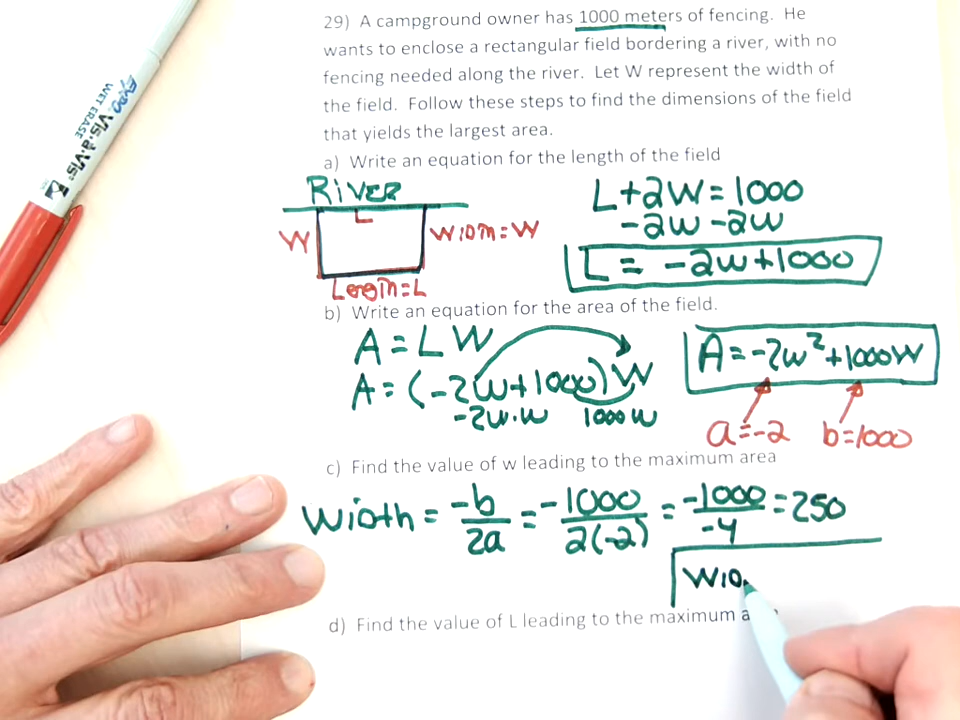 29) A campground owner has 1000 meters of fencing. He
wants to enclose a rectangular field bordering a river, with no
fencing needed along the river. Let W represent the width of
the field. Follow these steps to find the dimensions of the field
that yields the largest area.
a) Write an equation for the length of the field
RiVER
L
W
WiDTh=W
Length=L
L+2W=1000
-2w -2w
L = -2w+1000
b) Write an equation for the area of the field.
A=LW
A=(-2w+1000)W
-2w·w 1000w
A=-2w²+1000w
a=-2 b=1000
c) Find the value of w leading to the maximum area
Width = -b/2a = -1000/2(-2) = -1000/-4 = 250
WiD
d) Find the value of L leading to the maximum
EXPO Vis.à.Vis
WET ERASE